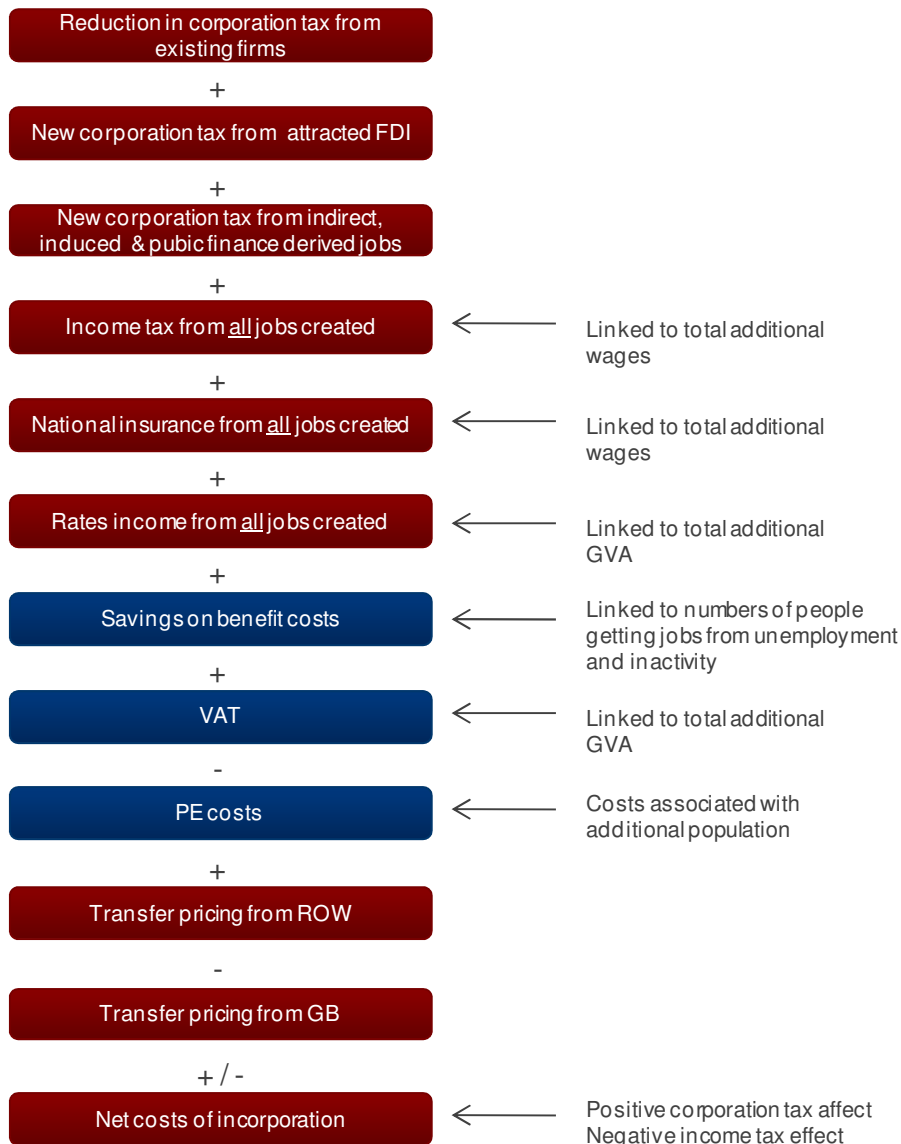 Reduction in corporation tax from
existing firms
+
New corporation tax from attracted FDI
+
New corporation tax from indirect,
induced & pubic finance derived jobs
+
Income tax from all jobs created
Linked to total additional
wages
+
National insurance from all jobs created
Linked to total additional
wages
+
Rates income from all jobs created
Linked to total additional
GVA
+
Savings on benefit costs
Linked to numbers of people
getting jobs from unemployment
and inactivity
+
VAT
Linked to total additional
GVA
-
PE costs
Costs associated with
additional population
+
Transfer pricing from ROW
-
Transfer pricing from GB
+ / -
Net costs of incorporation
Positive corporation tax affect
Negative income tax effect